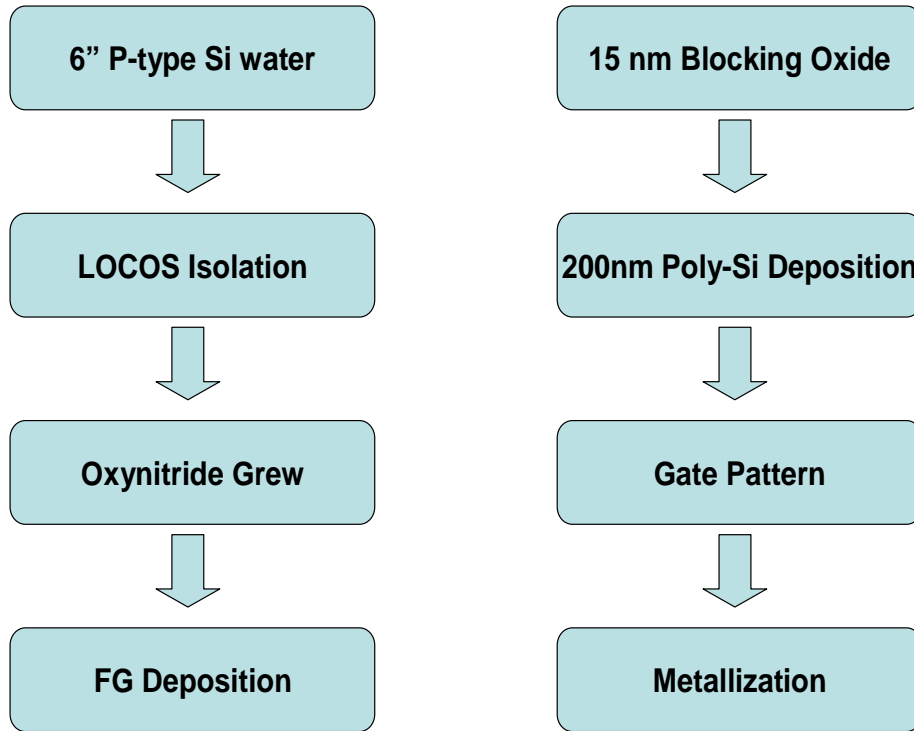 6” P-type Si water
LOCOS Isolation
Oxynitride Grew
FG Deposition
15 nm Blocking Oxide
200nm Poly-Si Deposition
Gate Pattern
Metallization